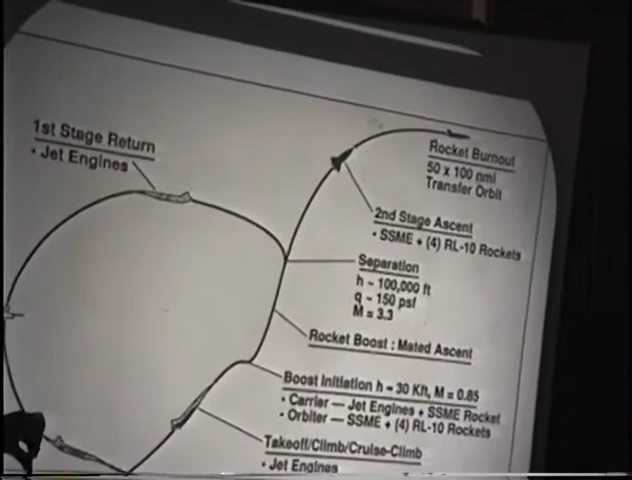 1st Stage Return
• Jet Engines
Rocket Burnout
50 x 100 nmi
Transfer Orbit
2nd Stage Ascent
• SSME + (4) RL-10 Rockets
Separation
h ~ 100,000 ft
q ~ 150 psf
M = 3.3
Rocket Boost : Mated Ascent
Boost Initiation h ~ 30 Kft, M = 0.85
• Carrier — Jet Engines + SSME Rocket
• Orbiter — SSME + (4) RL-10 Rockets
Takeoff/Climb/Cruise-Climb
• Jet Engines